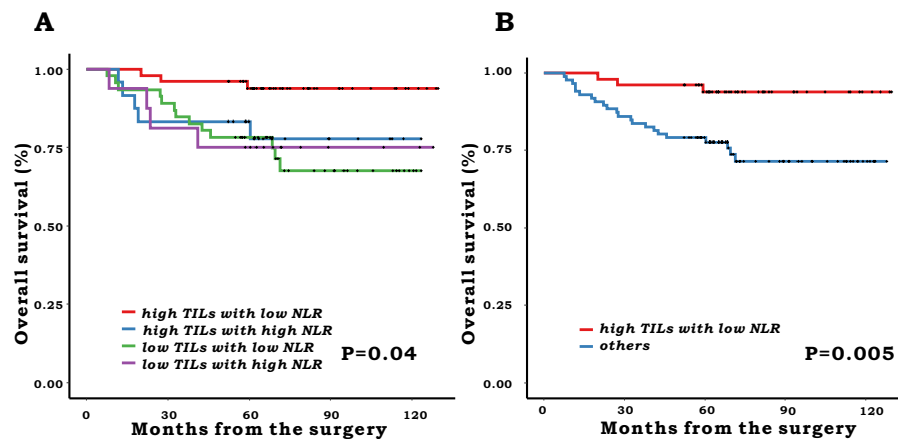 A
Overall survival (%)
1.00
0.75
0.50
0.25
0.00
high TILs with low NLR
high TILs with high NLR
low TILs with low NLR
low TILs with high NLR
P=0.04
0 30 60 90 120
Months from the surgery
B
Overall survival (%)
1.00
0.75
0.50
0.25
0.00
high TILs with low NLR
others
P=0.005
0 30 60 90 120
Months from the surgery